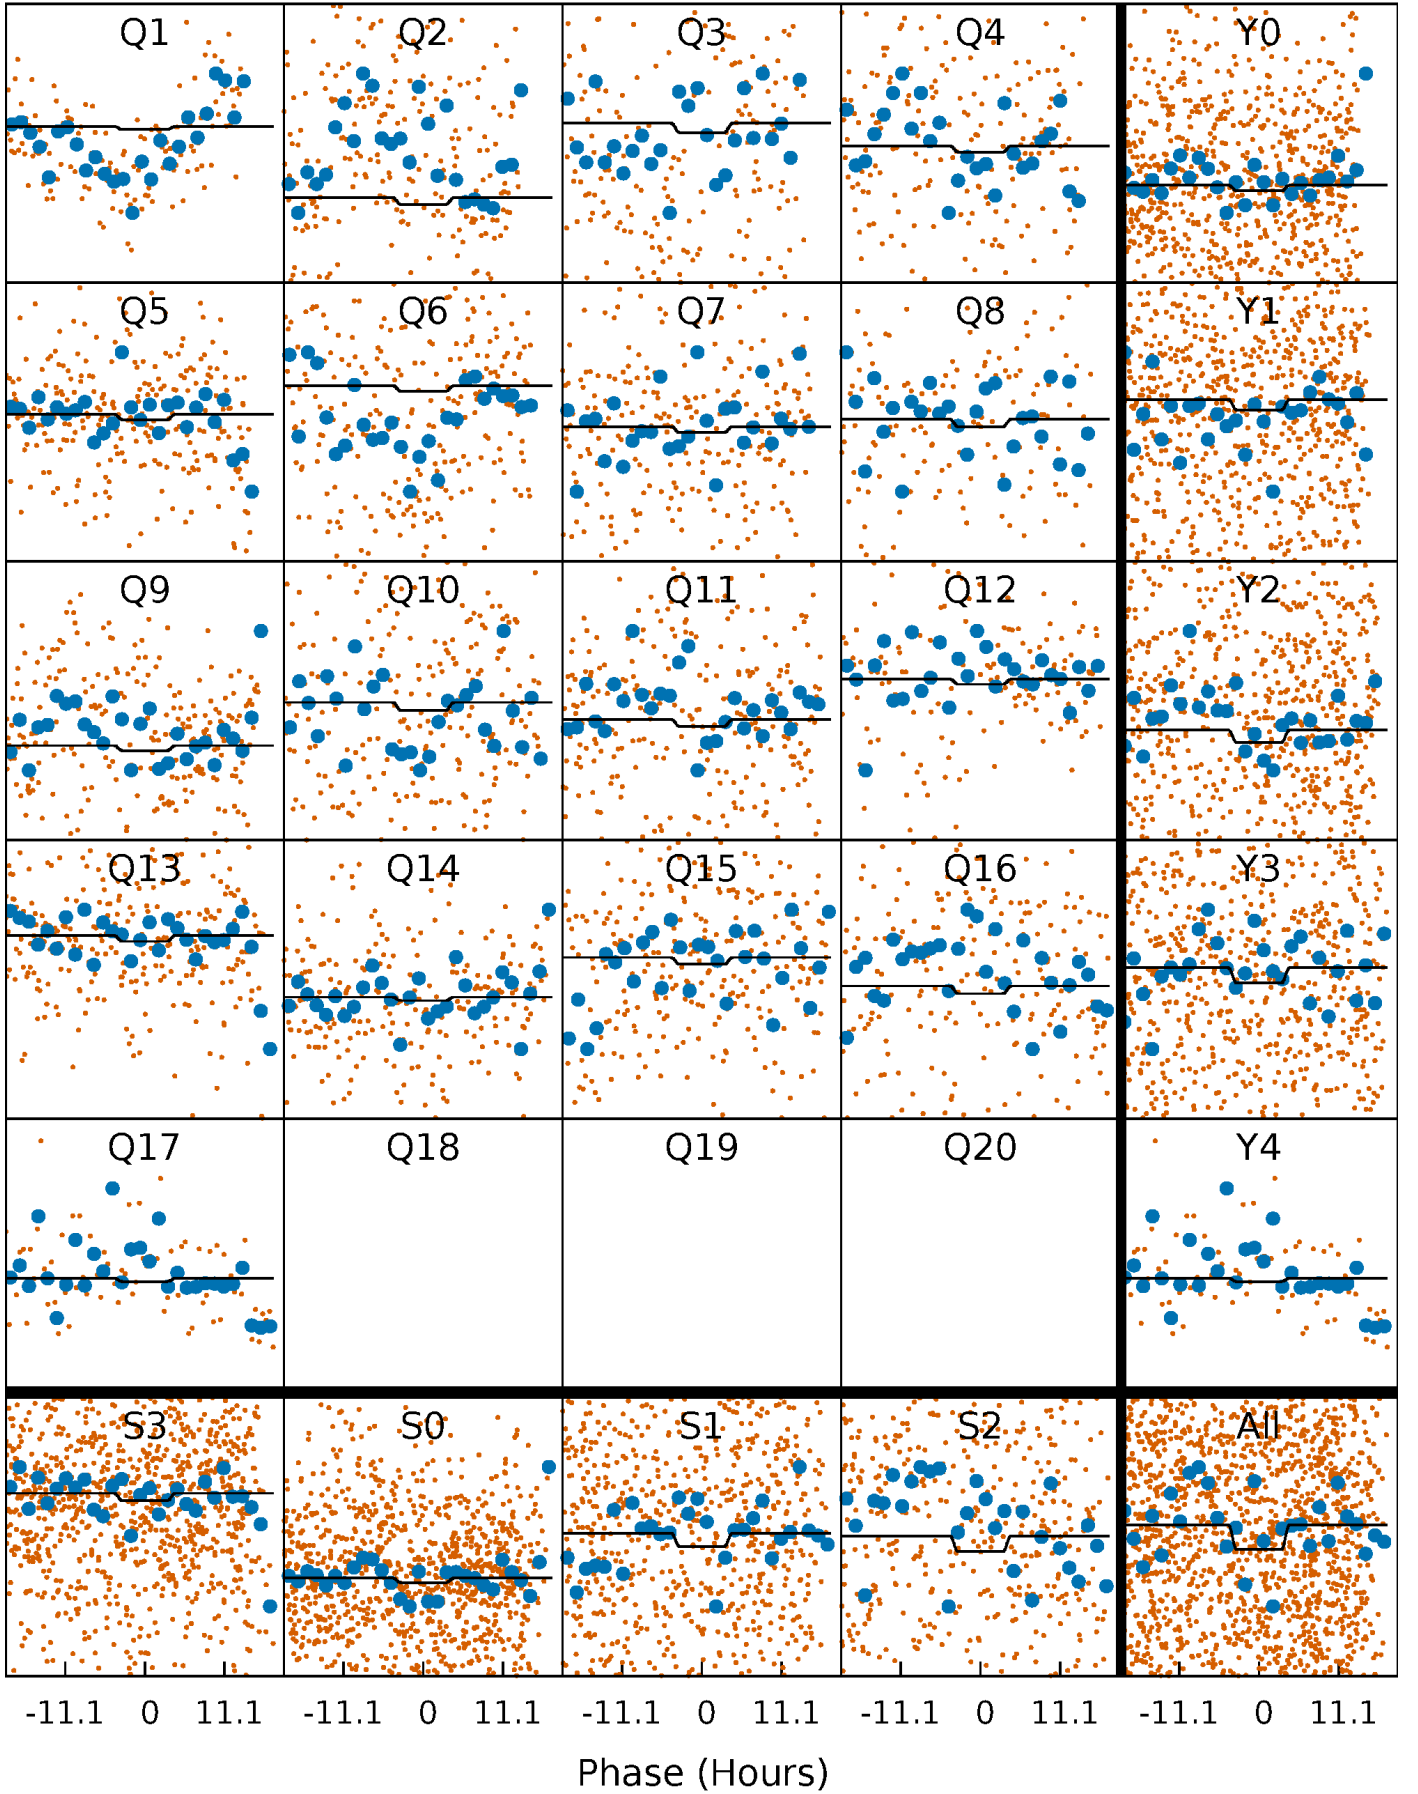 Q1 Q2 Q3 Q4 Y0
Q5 Q6 Q7 Q8 Y1
Q9 Q10 Q11 Q12 Y2
Q13 Q14 Q15 Q16 Y3
Q17 Q18 Q19 Q20 Y4
S3 S0 S1 S2 All
-11.1 0 11.1 -11.1 0 11.1 -11.1 0 11.1 -11.1 0 11.1 -11.1 0 11.1
Phase (Hours)